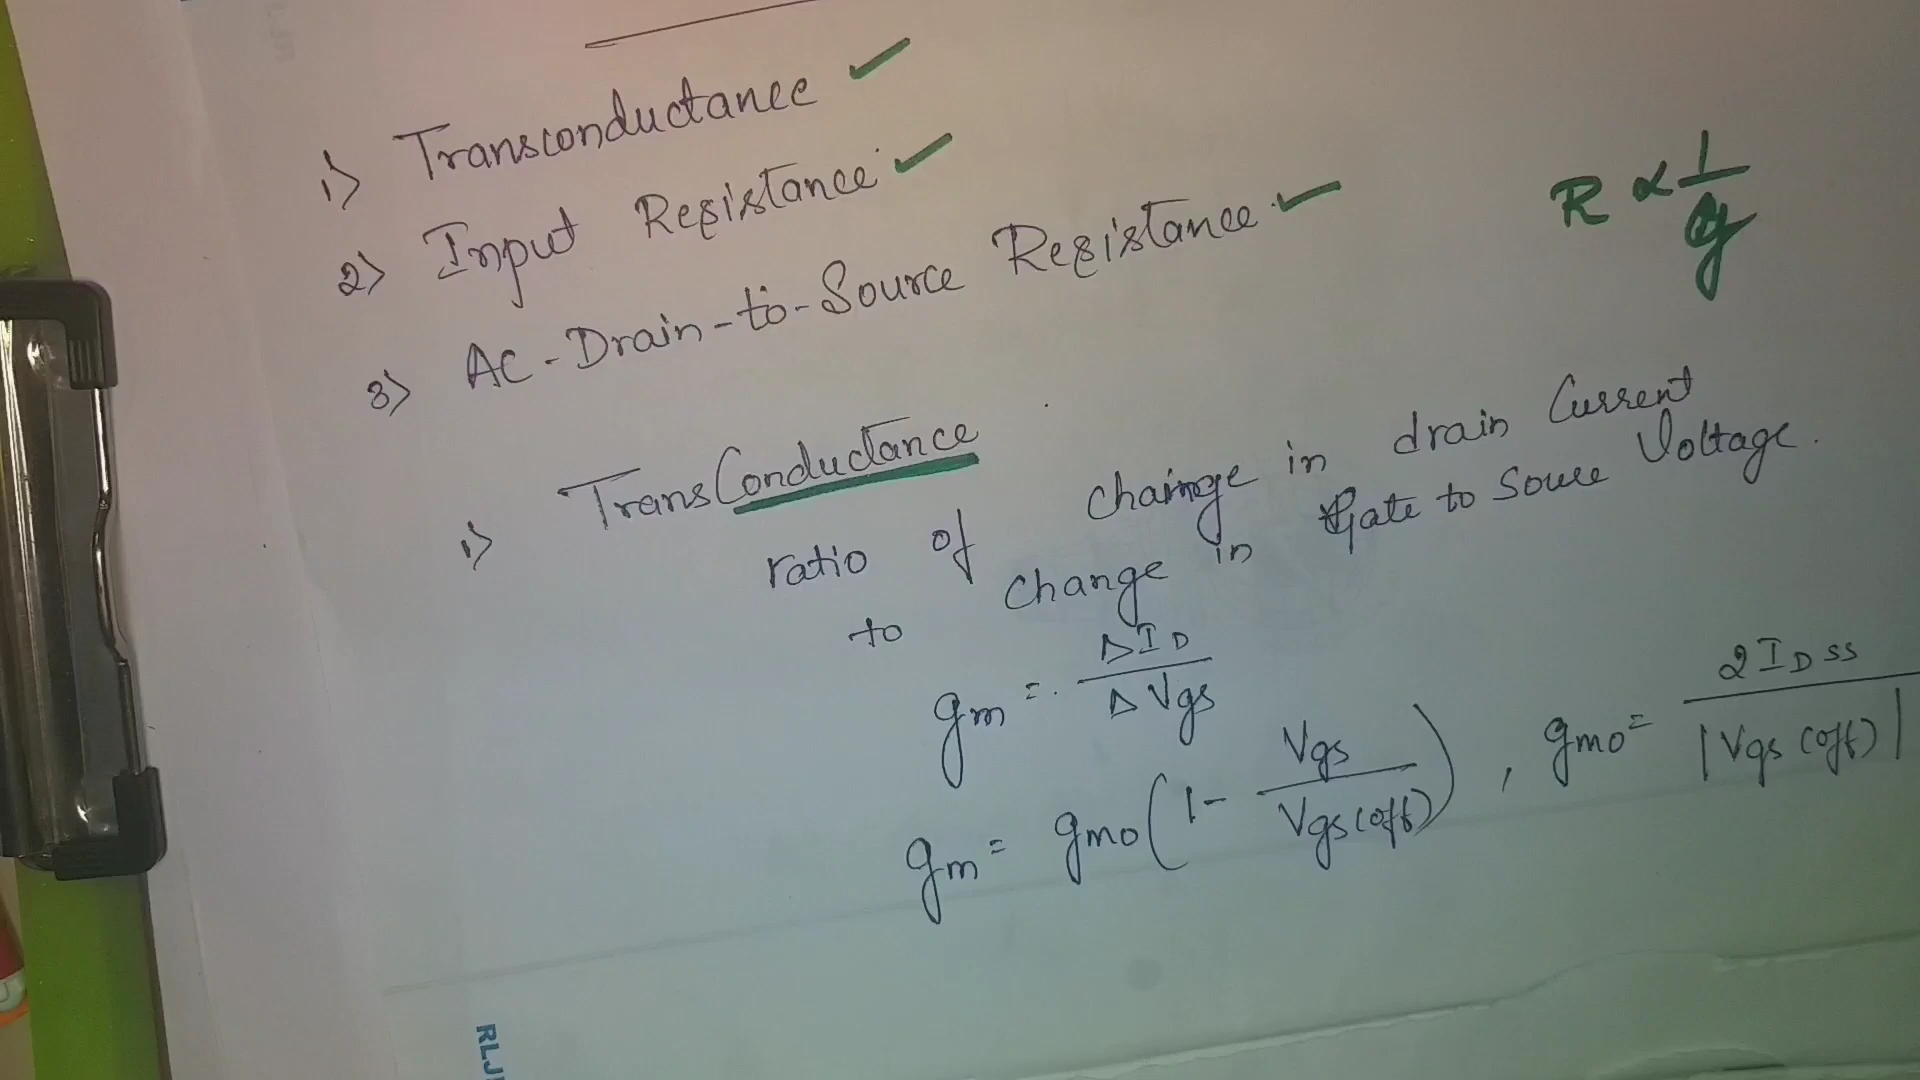 1) Transconductance ✓
2) Input Resistance ✓
3) AC-Drain-to-Source Resistance ✓
R ∝ 1/g
1) TransConductance
ratio of change in drain Current
to change in Gate to Source Voltage.
gm = ΔID/ΔVgs
gm = gmo(1 - Vgs/Vgs(off)), gmo = 2IDSS/|Vgs(off)|
RLJ